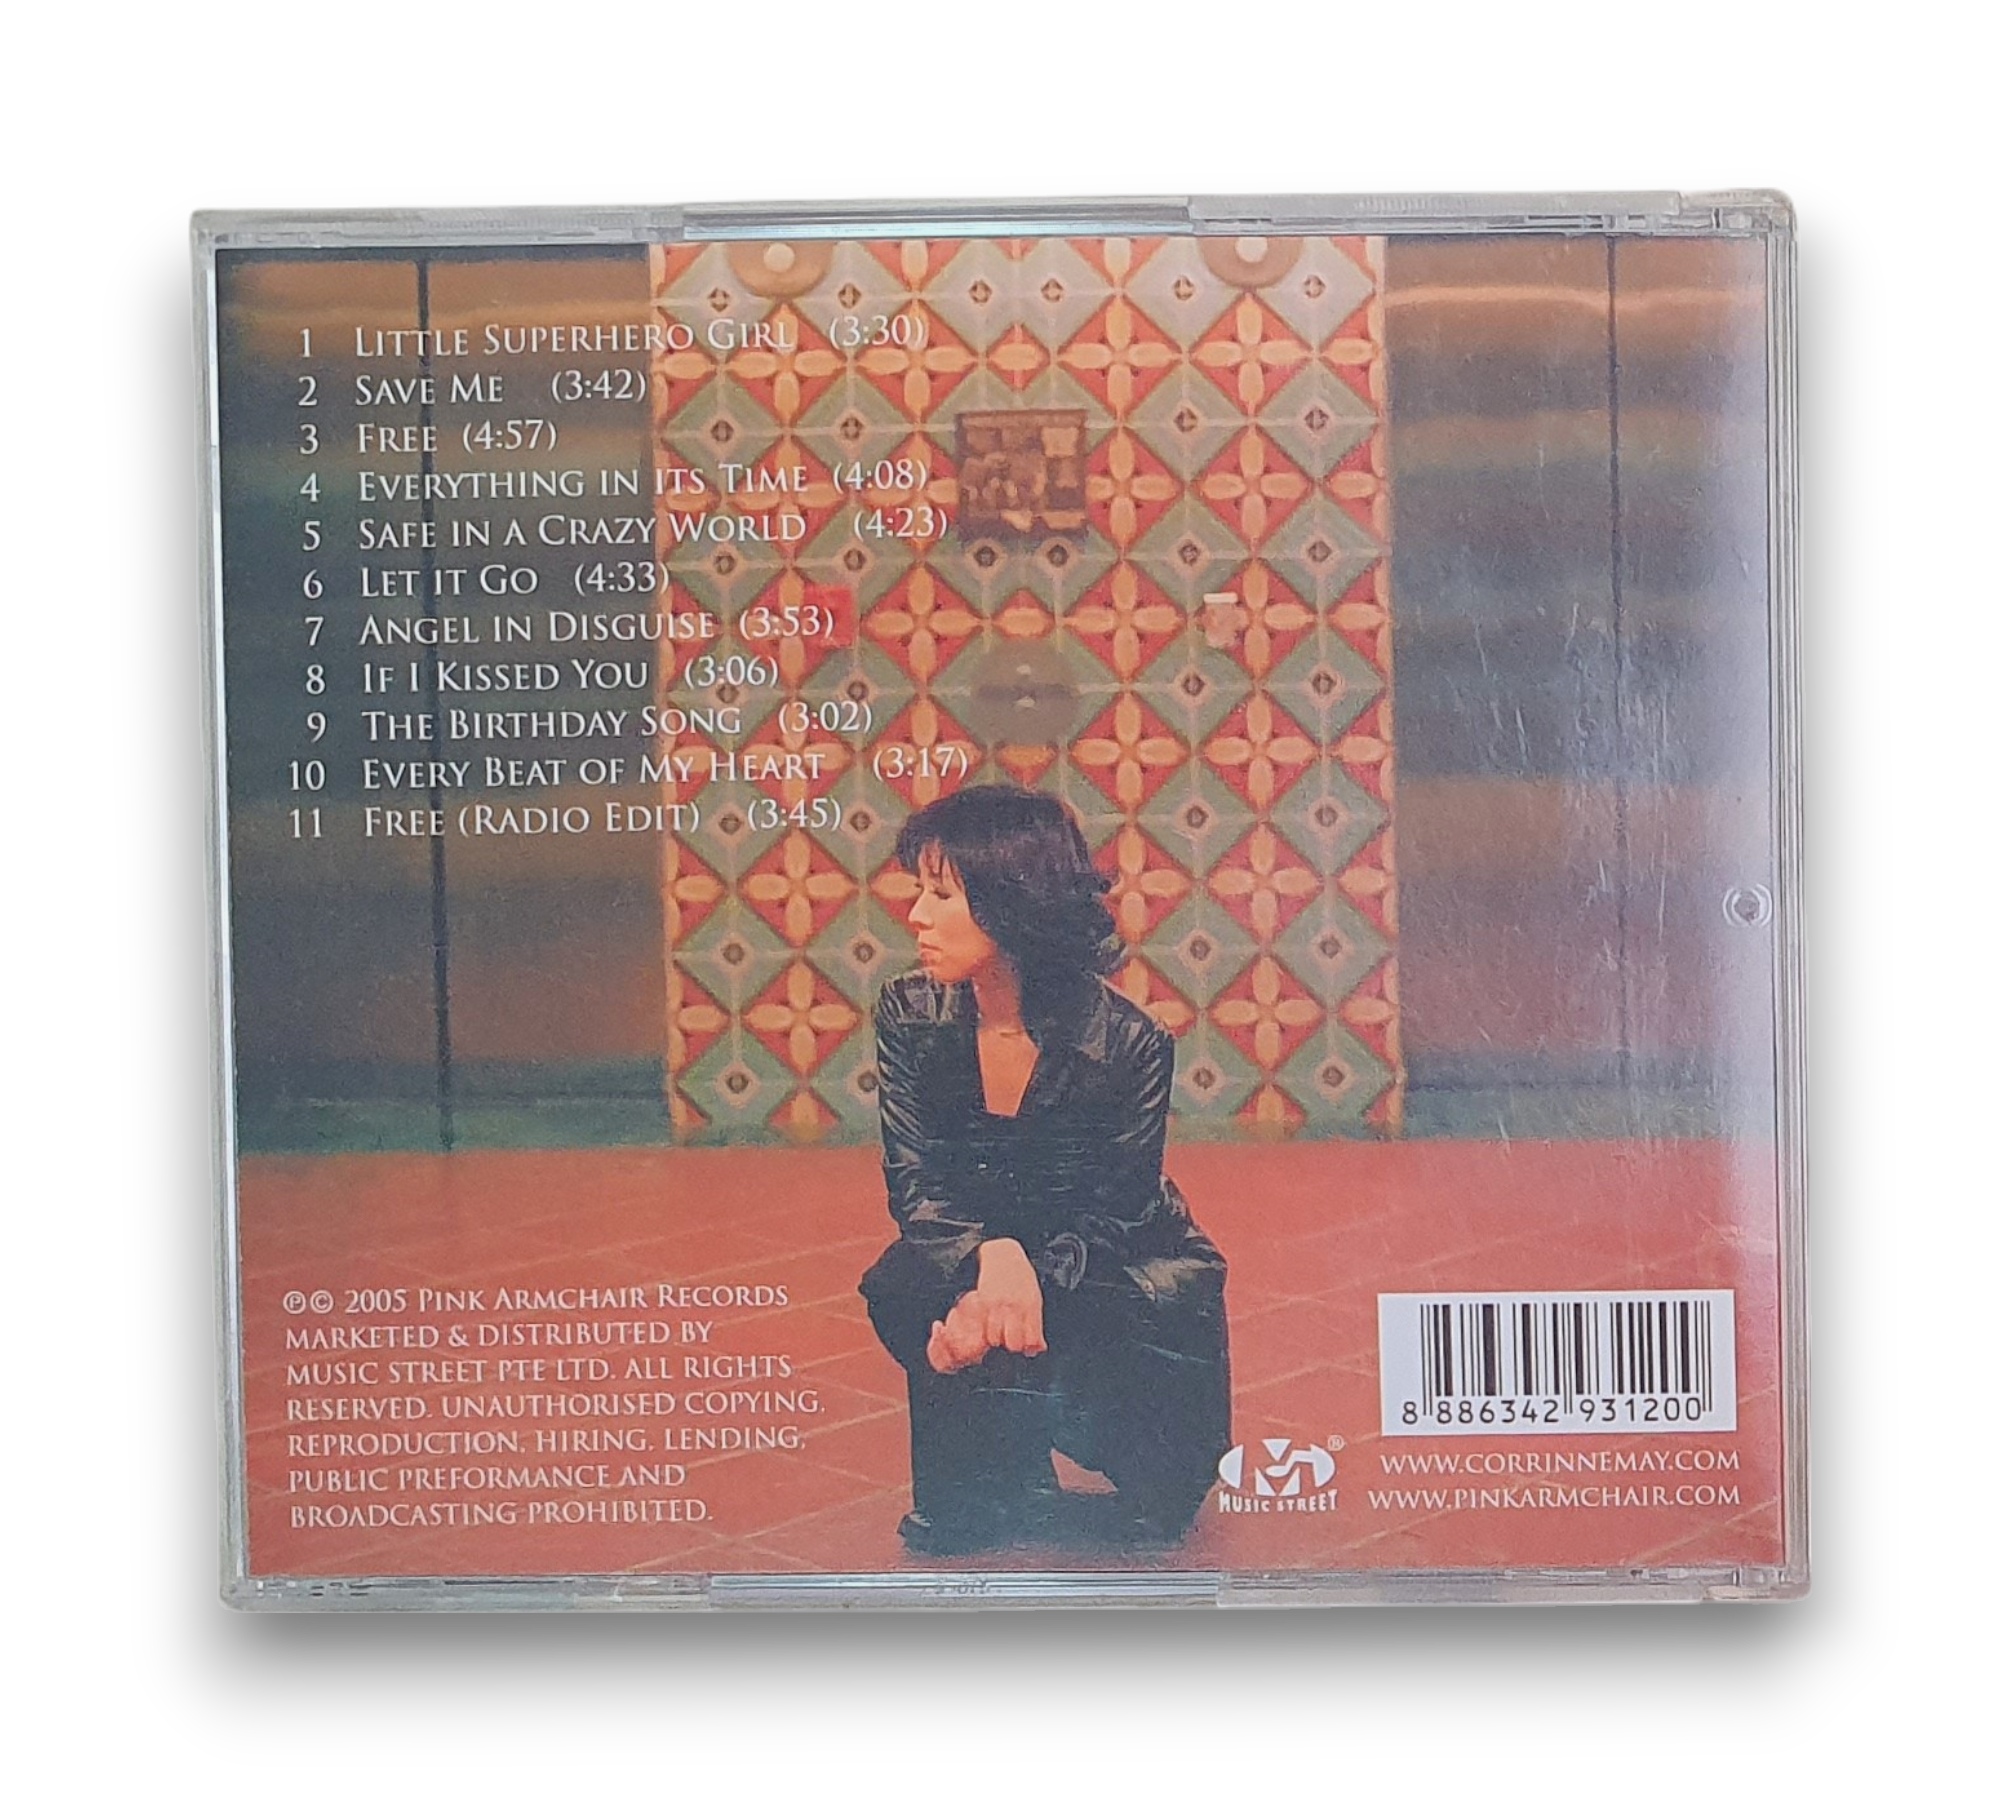 1 Little Superhero Girl (3:30)
2 Save Me (3:42)
3 Free (4:57)
4 Everything in its Time (4:08)
5 Safe in a Crazy World (4:23)
6 Let it Go (4:33)
7 Angel in Disguise (3:53)
8 If I Kissed You (3:06)
9 The Birthday Song (3:02)
10 Every Beat of My Heart (3:17)
11 Free (Radio Edit) (3:45)
℗© 2005 Pink Armchair Records
marketed & distributed by
Music Street Pte Ltd. All rights
reserved. Unauthorised copying,
reproduction, hiring, lending,
public preformance and
broadcasting prohibited.
8 886342 931200
MUSIC STREET®
www.corrinnemay.com
www.pinkarmchair.com